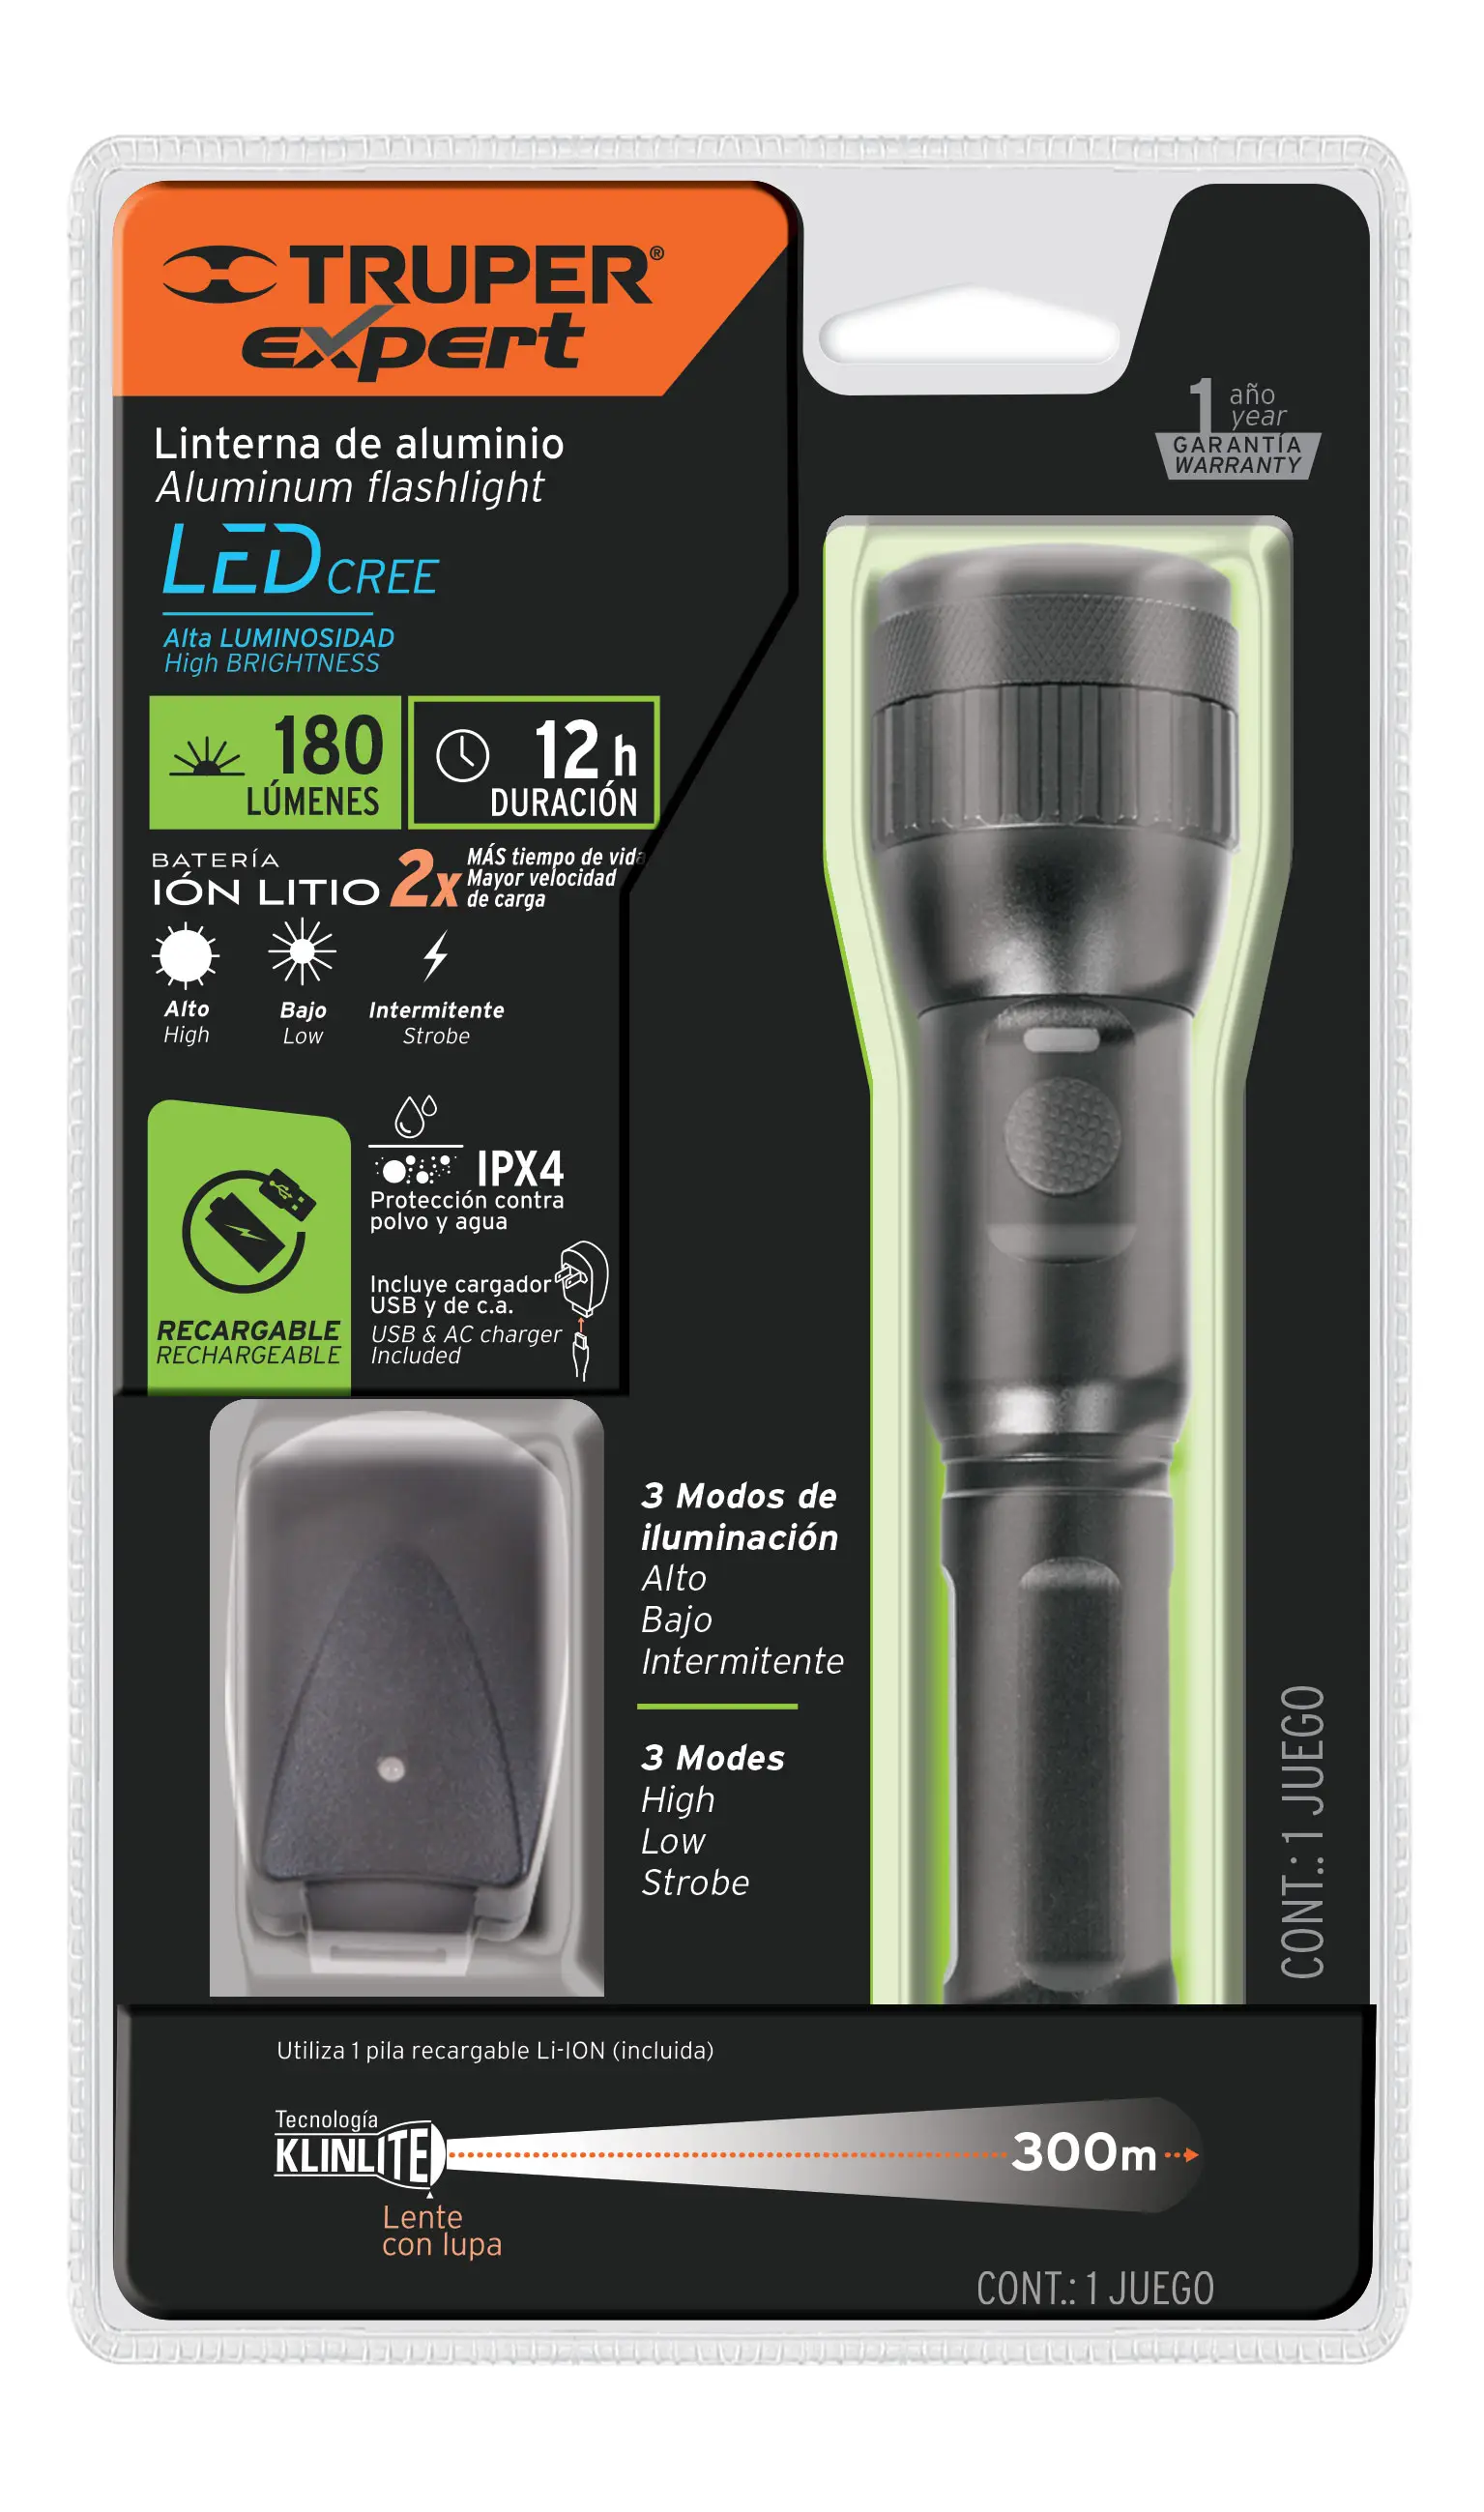 TRUPER®
expert
1 año
year
GARANTÍA
WARRANTY
Linterna de aluminio
Aluminum flashlight
LED CREE
Alta LUMINOSIDAD
High BRIGHTNESS
180
LÚMENES
12 h
DURACIÓN
BATERÍA
IÓN LITIO
2x
MÁS tiempo de vida
Mayor velocidad
de carga
Alto
High
Bajo
Low
Intermitente
Strobe
IPX4
Protección contra
polvo y agua
Incluye cargador
USB y de c.a.
USB & AC charger
Included
RECARGABLE
RECHARGEABLE
3 Modos de
iluminación
Alto
Bajo
Intermitente
3 Modes
High
Low
Strobe
CONT.: 1 JUEGO
Utiliza 1 pila recargable Li-ION (incluida)
Tecnología
KLINLITE
300m
Lente
con lupa
CONT.: 1 JUEGO